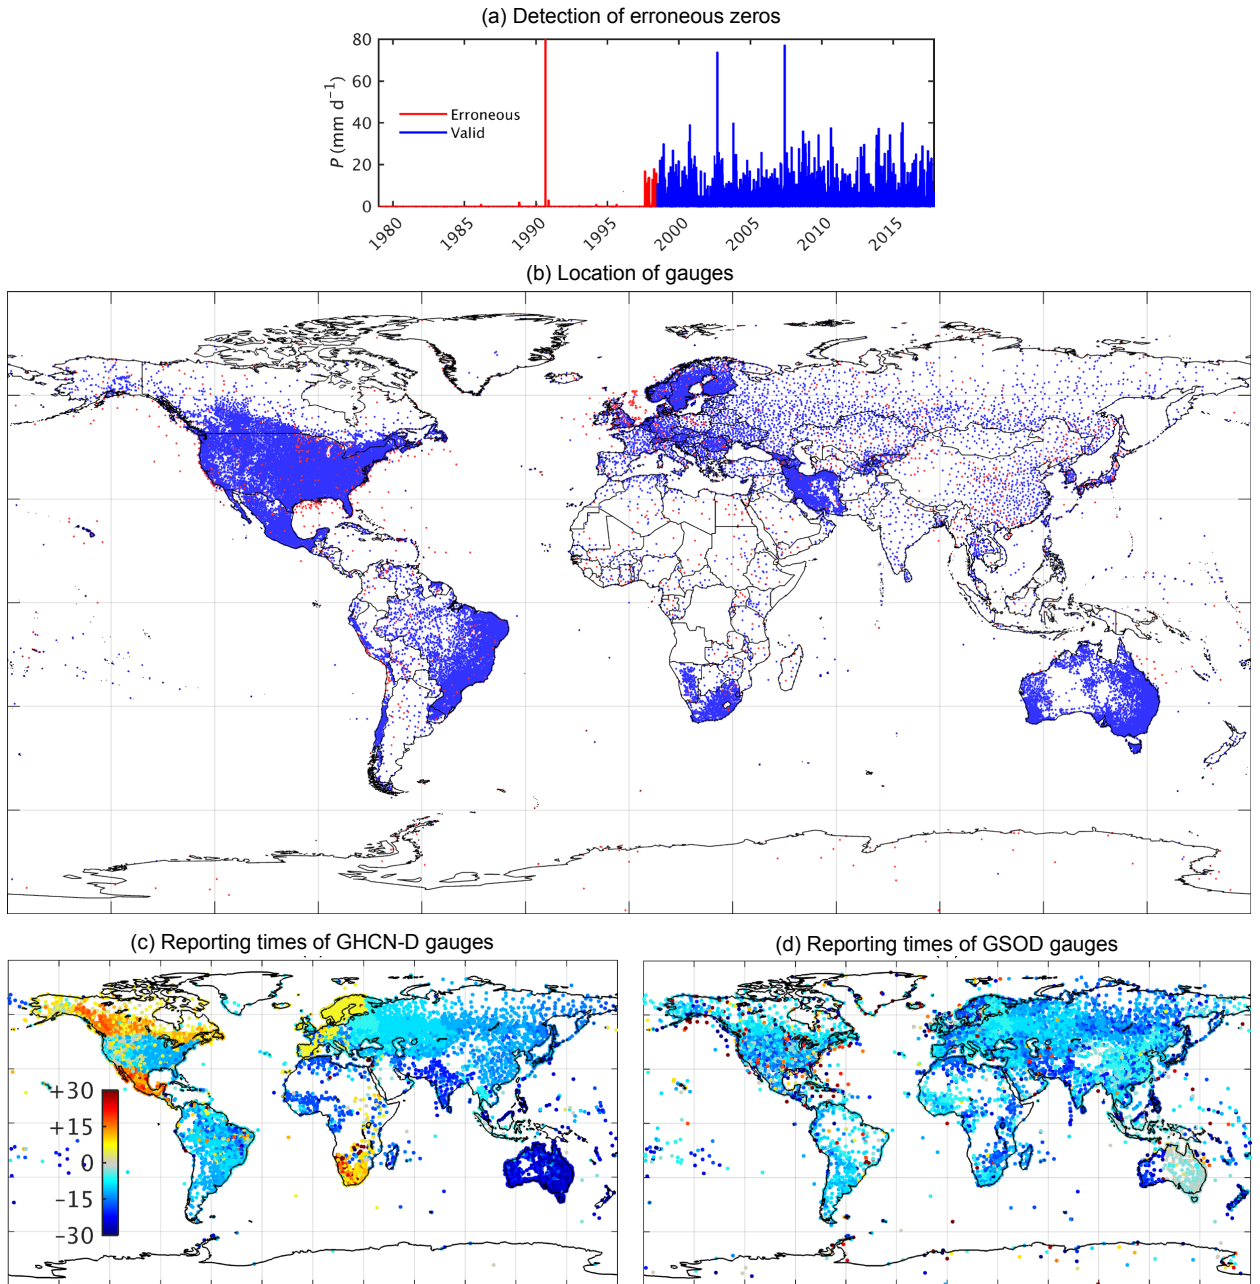 (a) Detection of erroneous zeros
80
60
40
20
0
P (mm d⁻¹)
Erroneous
Valid
1980
1985
1990
1995
2000
2005
2010
2015
(b) Location of gauges
(c) Reporting times of GHCN-D gauges
(d) Reporting times of GSOD gauges
+30
+15
0
−15
−30